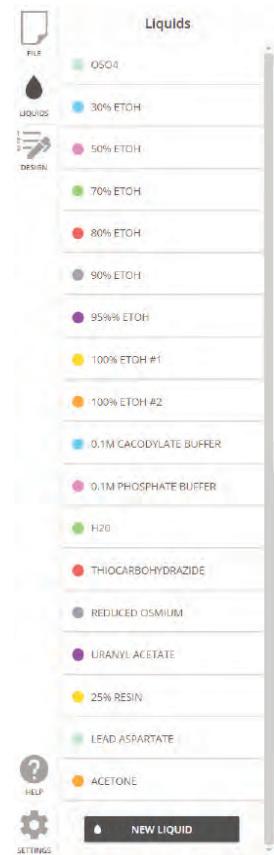 Liquids
FILE
LIQUIDS
DESIGN
OSO4
30% ETOH
50% ETOH
70% ETOH
80% ETOH
90% ETOH
95%% ETOH
100% ETOH #1
100% ETOH #2
0.1M CACODYLATE BUFFER
0.1M PHOSPHATE BUFFER
H20
THIOCARBOHYDRAZIDE
REDUCED OSMIUM
URANYL ACETATE
25% RESIN
LEAD ASPARTATE
ACETONE
HELP
SETTINGS
NEW LIQUID